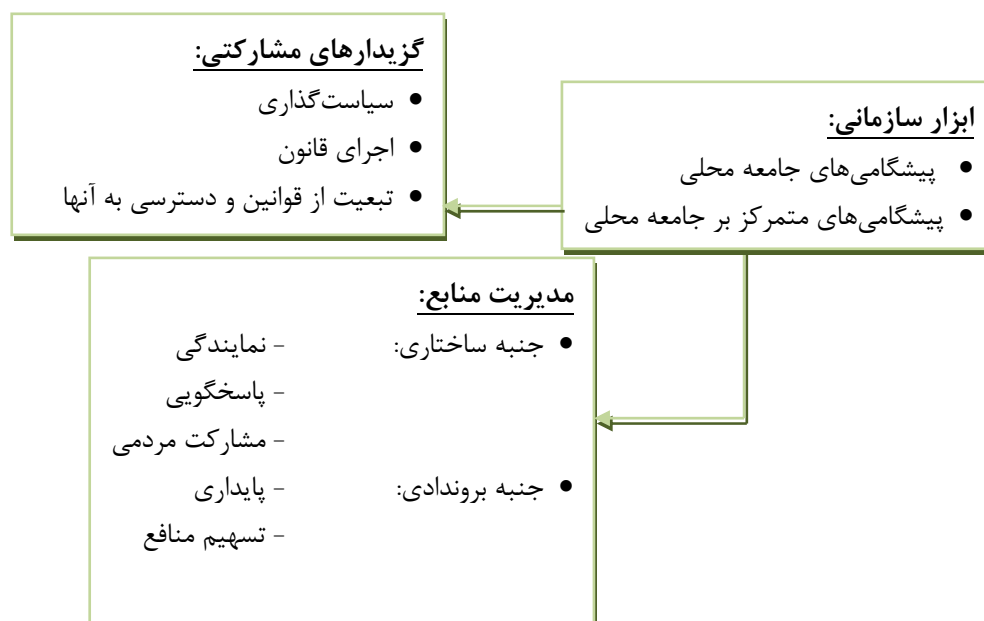 گزیدارهای مشارکتی:
● سیاست‌گذاری
● اجرای قانون
● تبعیت از قوانین و دسترسی به آنها
ابزار سازمانی:
● پیشگامی‌های جامعه محلی
● پیشگامی‌های متمرکز بر جامعه محلی
مدیریت منابع:
● جنبه ساختاری: - نمایندگی
- پاسخگویی
- مشارکت مردمی
● جنبه بروندادی: - پایداری
- تسهیم منافع